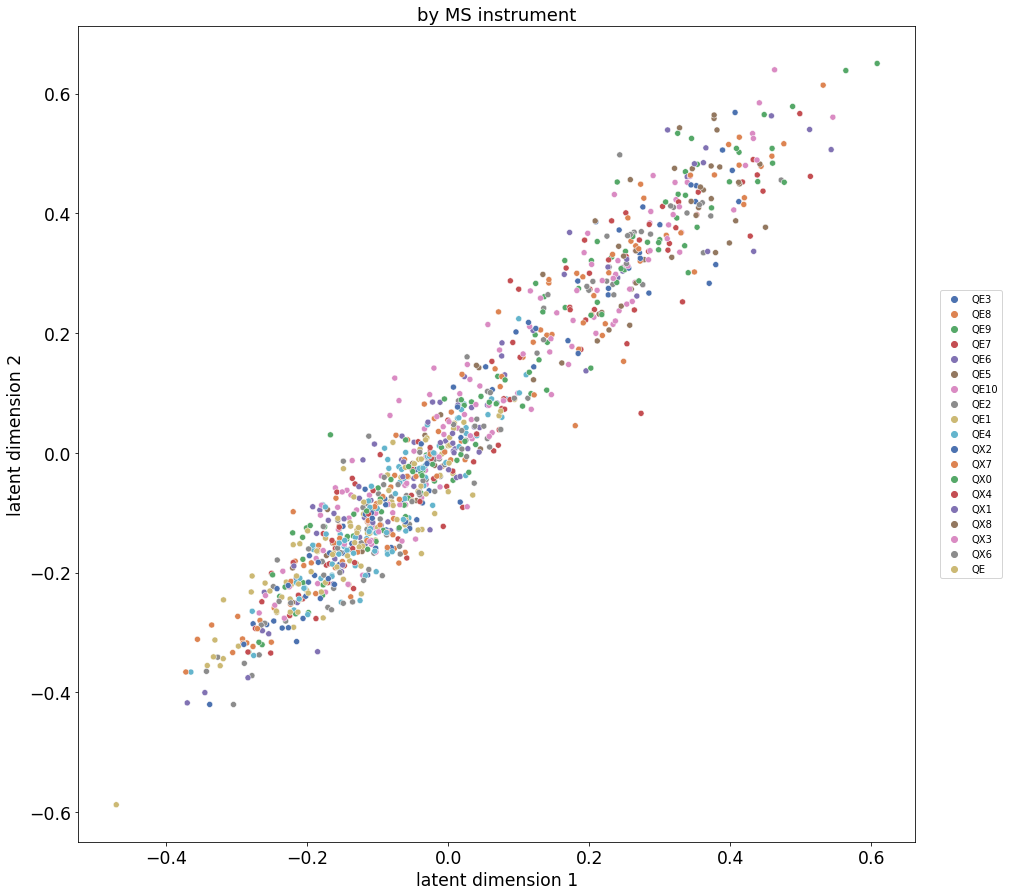 by MS instrument
latent dimension 2
0.6
0.4
0.2
0.0
−0.2
−0.4
−0.6
−0.4
−0.2
0.0
0.2
0.4
0.6
latent dimension 1
QE3
QE8
QE9
QE7
QE6
QE5
QE10
QE2
QE1
QE4
QX2
QX7
QX0
QX4
QX1
QX8
QX3
QX6
QE